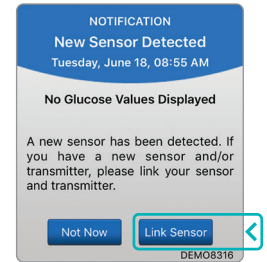 NOTIFICATION
New Sensor Detected
Tuesday, June 18, 08:55 AM
No Glucose Values Displayed
A new sensor has been detected. If
you have a new sensor and/or
transmitter, please link your sensor
and transmitter.
Not Now Link Sensor
DEMO8316